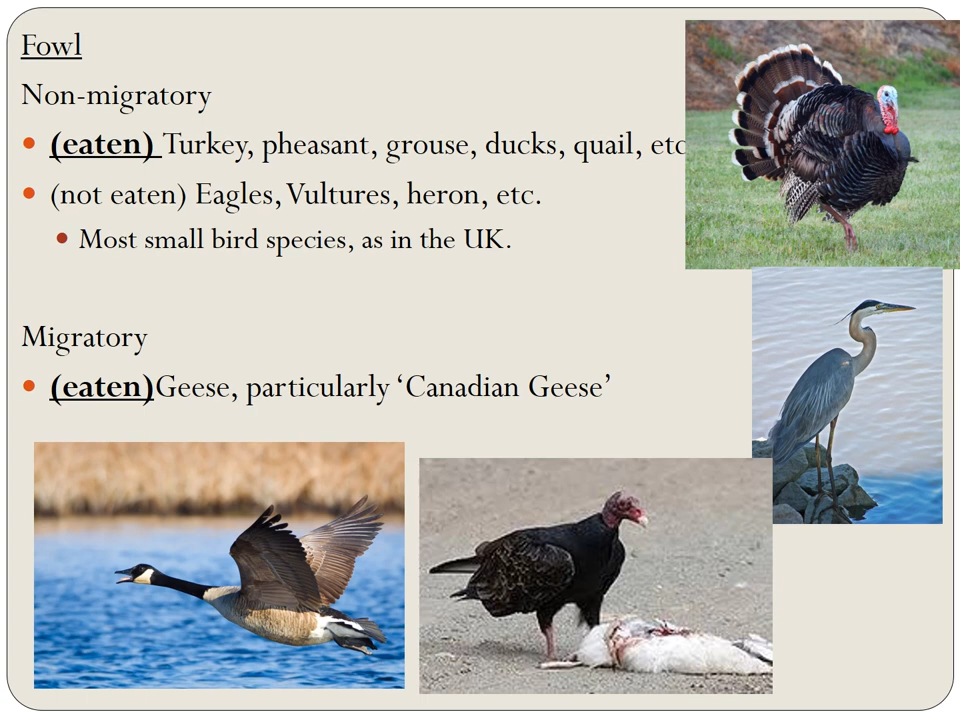 Fowl
Non-migratory
(eaten) Turkey, pheasant, grouse, ducks, quail, etc
(not eaten) Eagles, Vultures, heron, etc.
Most small bird species, as in the UK.
Migratory
(eaten)Geese, particularly ‘Canadian Geese’